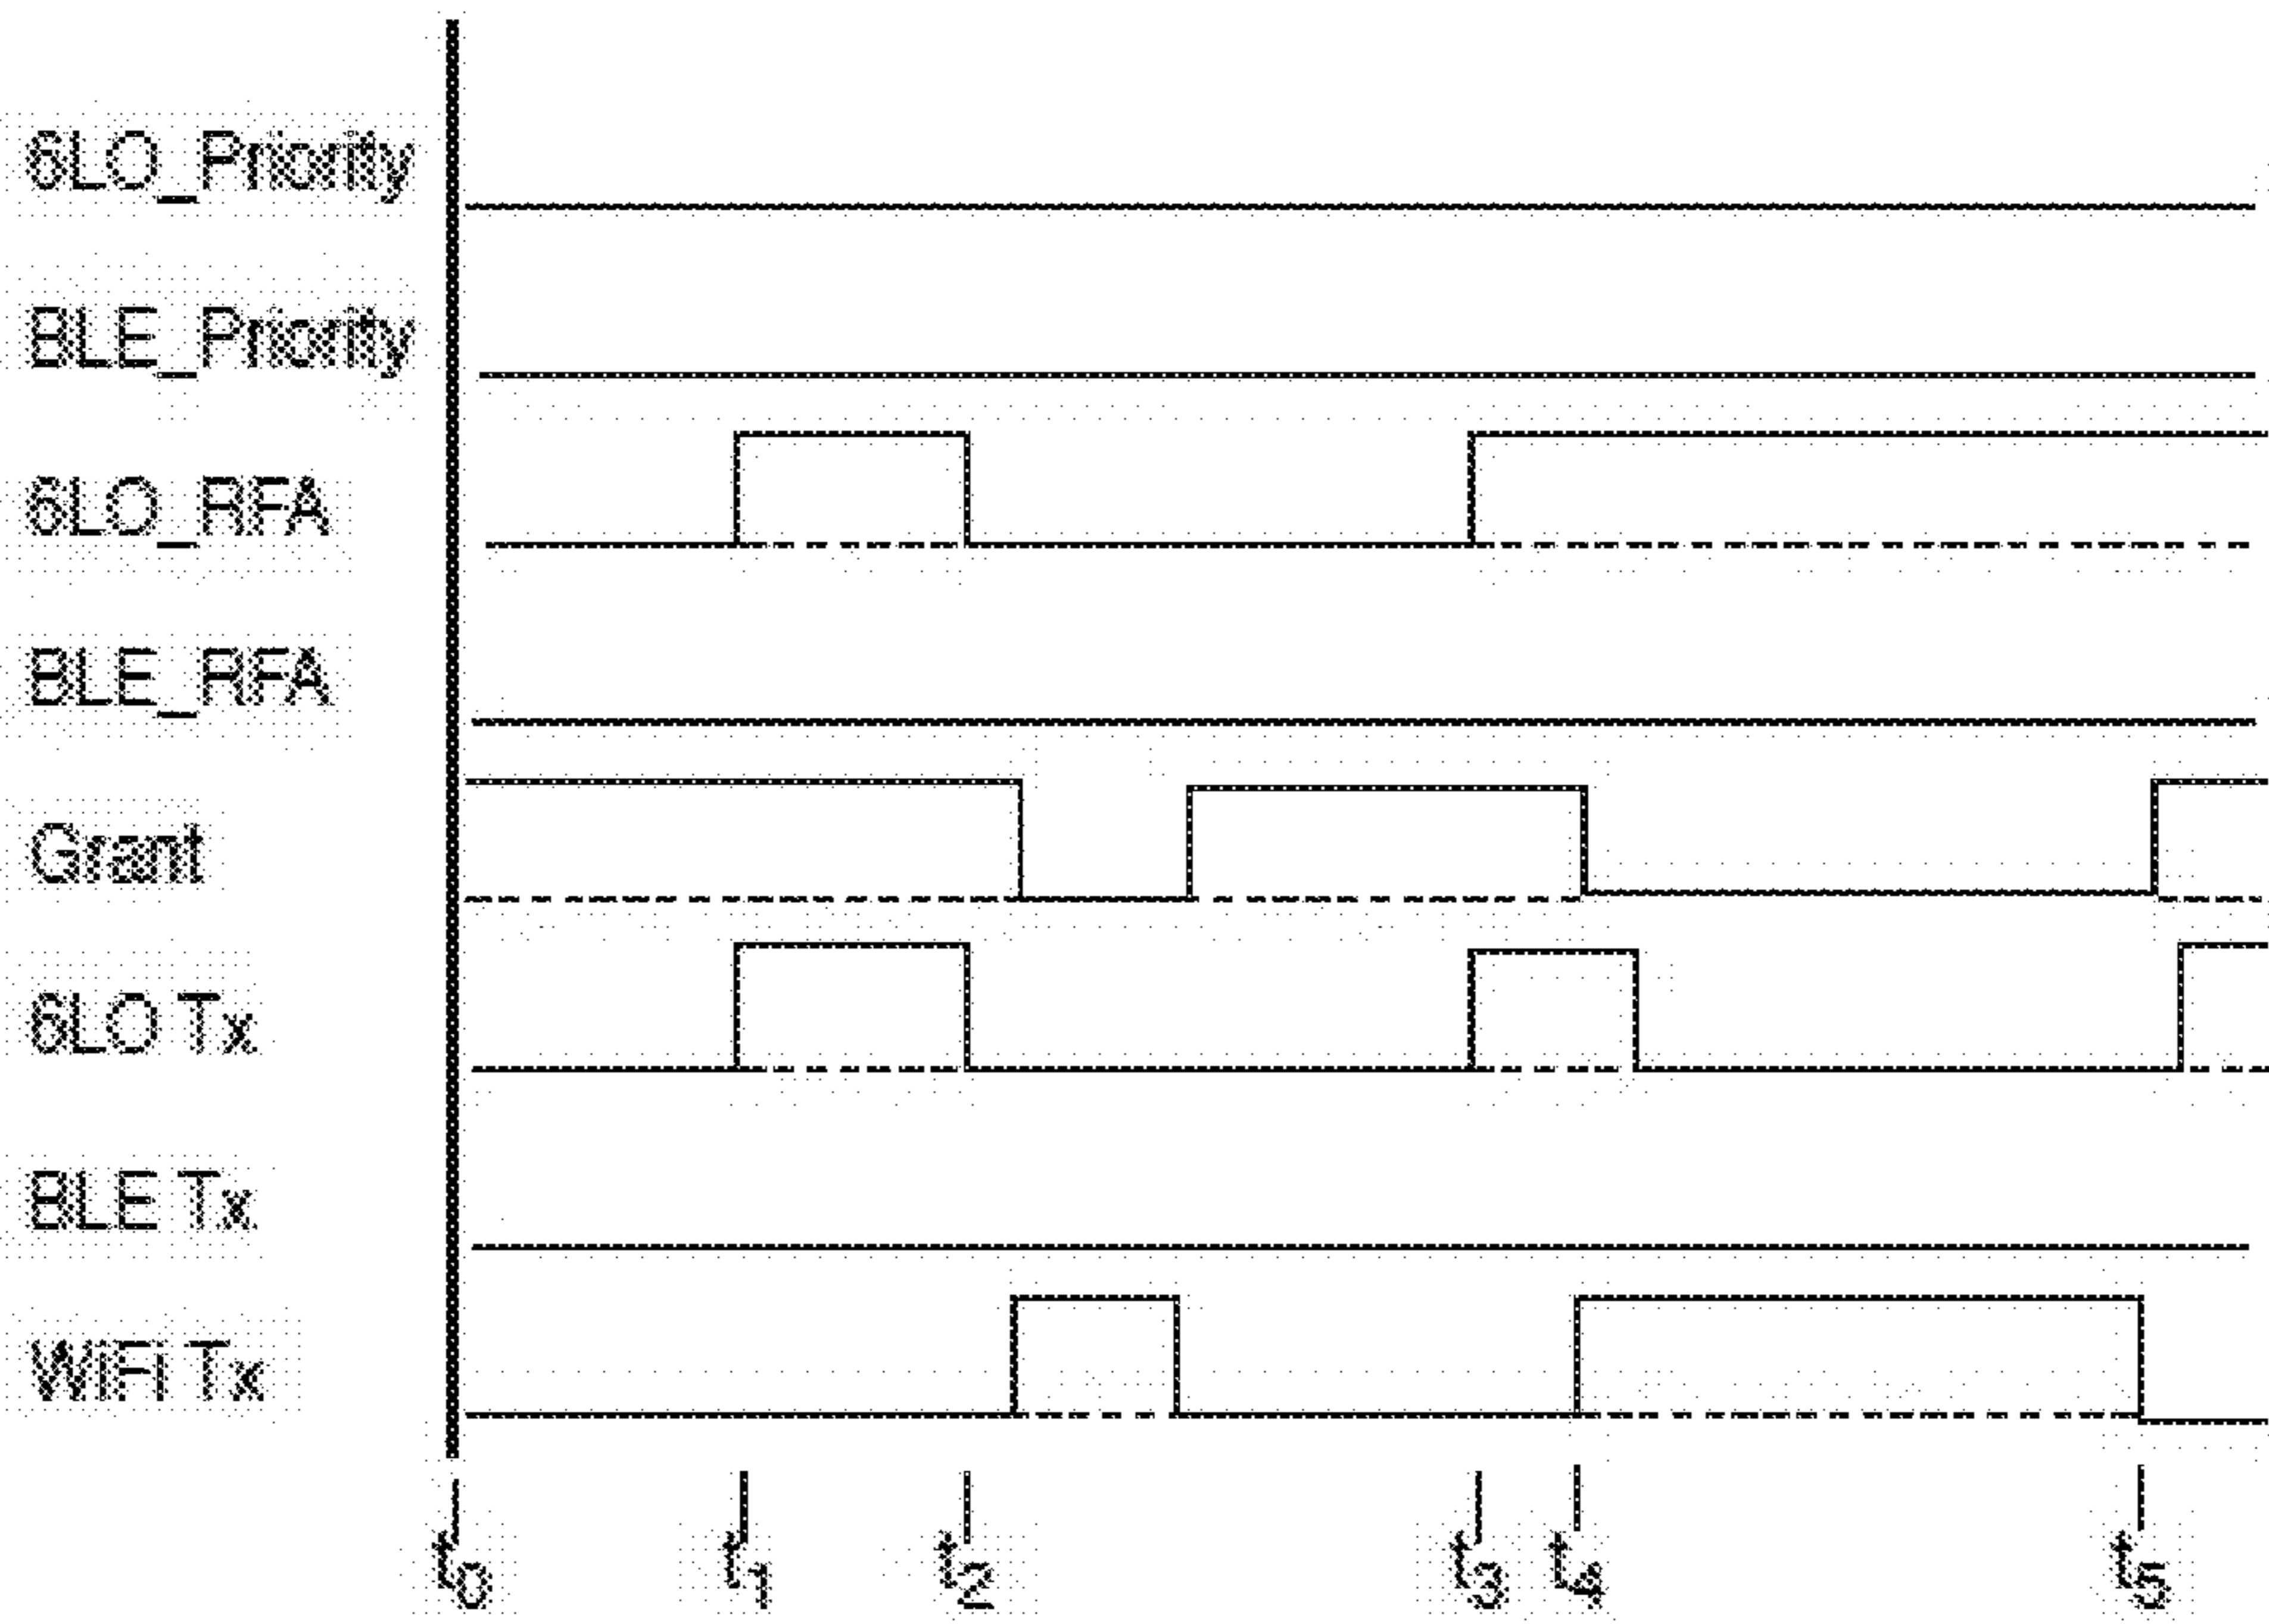 6LO_Priority
BLE_Priority
6LO_RFA
BLE_RFA
Grant
6LO Tx
BLE Tx
WiFi Tx
t0 t1 t2 t3 t4 t5